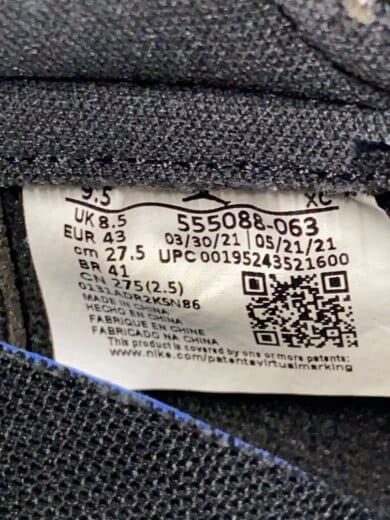 9.5 XC
UK 8.5 555088-063
EUR 43 03/30/21 | 05/21/21
cm 27.5 UPC 00195243521600
BR 41
CN 275(2.5)
MADE IN CHINA
HECHO EN CHINA
FABRIQUE EN CHINE
FABRICADO NA CHINA
This product is covered by one or more patents:
www.nike.com/patentsvirtualmarking